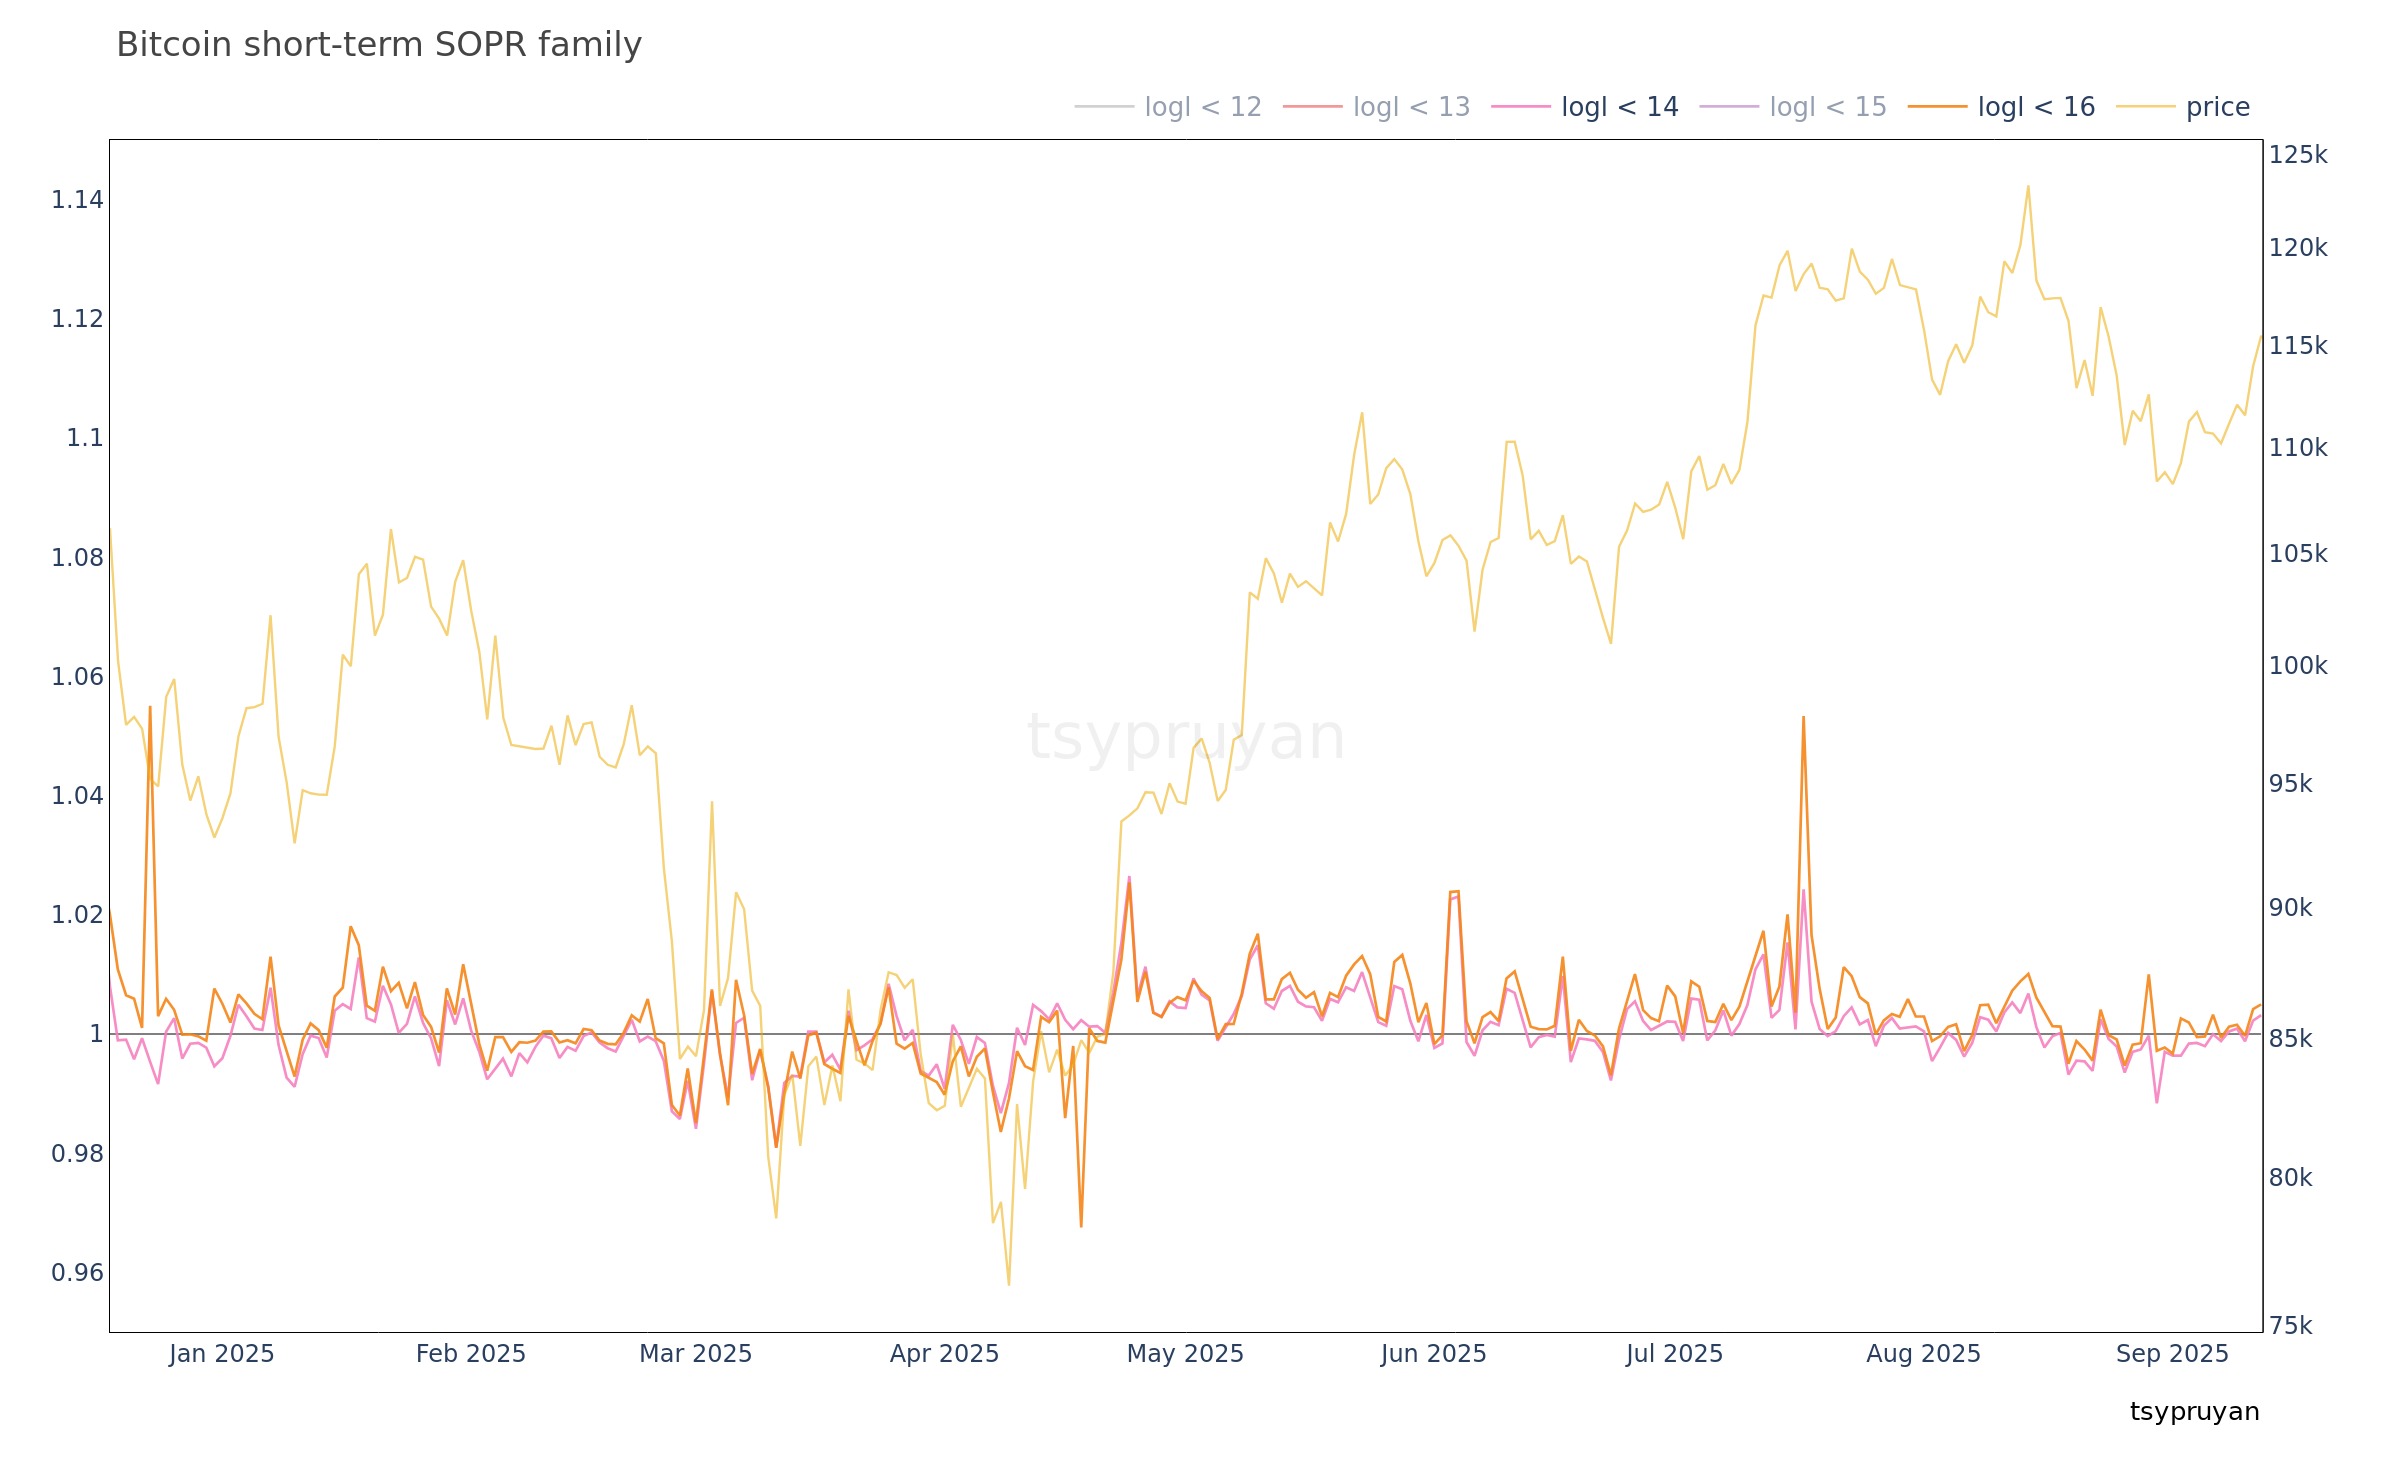 Bitcoin short-term SOPR family
logl < 12 logl < 13 logl < 14 logl < 15 logl < 16 price
1.14
1.12
1.1
1.08
1.06
1.04
1.02
1
0.98
0.96
125k
120k
115k
110k
105k
100k
95k
90k
85k
80k
75k
tsypruyan
Jan 2025 Feb 2025 Mar 2025 Apr 2025 May 2025 Jun 2025 Jul 2025 Aug 2025 Sep 2025
tsypruyan